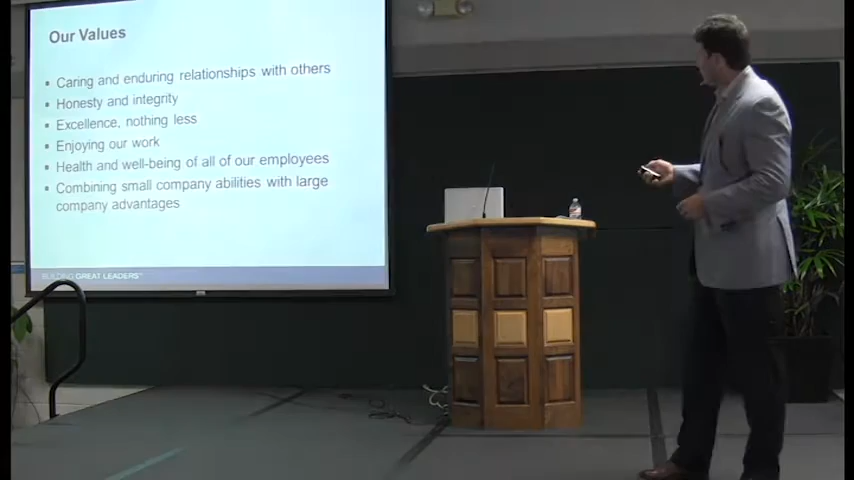 Our Values
• Caring and enduring relationships with others
• Honesty and integrity
• Excellence, nothing less
• Enjoying our work
• Health and well-being of all of our employees
• Combining small company abilities with large
company advantages
BUILDING GREAT LEADERS™